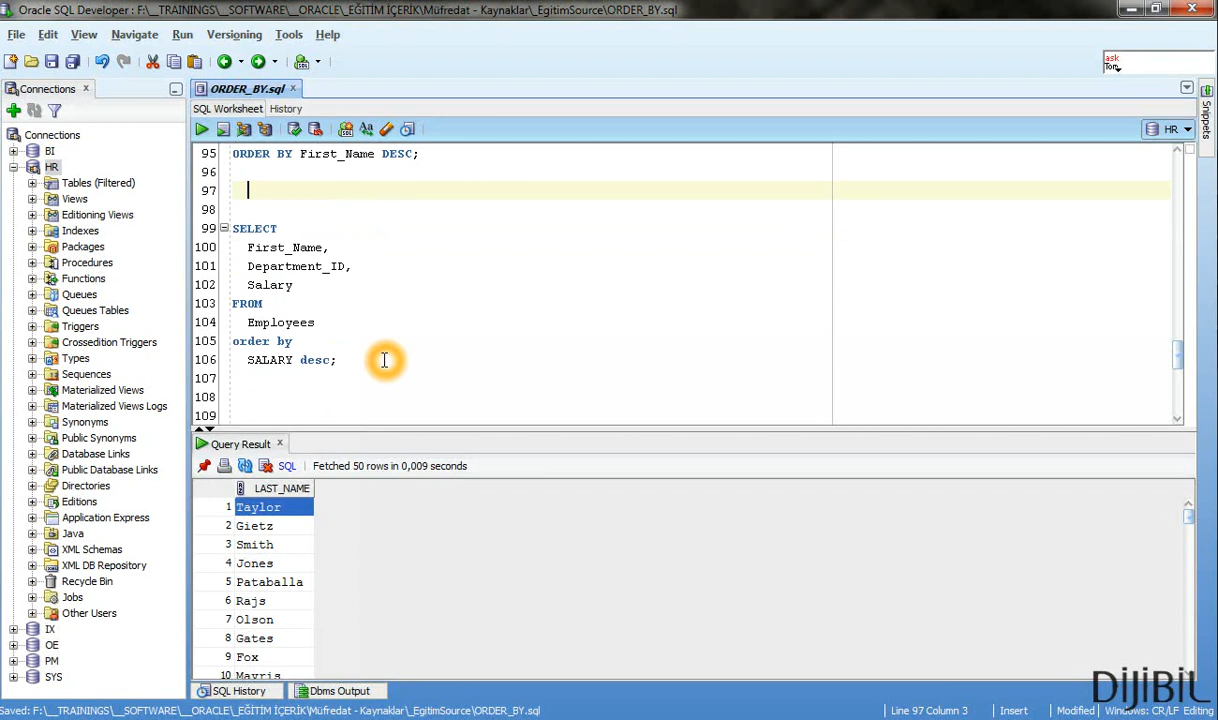 Oracle SQL Developer : F:\__TRAININGS\__SOFTWARE\__ORACLE\_EĞİTİM İÇERİK\Müfredat - Kaynaklar\_EgitimSource\ORDER_BY.sql
File Edit View Navigate Run Versioning Tools Help
ask
Tom
Connections
ORDER_BY.sql
SQL Worksheet History
HR
Snippets
Connections
BI
HR
Tables (Filtered)
Views
Editioning Views
Indexes
Packages
Procedures
Functions
Queues
Queues Tables
Triggers
Crossedition Triggers
Types
Sequences
Materialized Views
Materialized Views Logs
Synonyms
Public Synonyms
Database Links
Public Database Links
Directories
Editions
Application Express
Java
XML Schemas
XML DB Repository
Recycle Bin
Jobs
Other Users
IX
OE
PM
SYS
95 ORDER BY First_Name DESC;
96
97
98
99 SELECT
100 First_Name,
101 Department_ID,
102 Salary
103 FROM
104 Employees
105 order by
106 SALARY desc;
107
108
109
Query Result
SQL Fetched 50 rows in 0,009 seconds
LAST_NAME
1 Taylor
2 Gietz
3 Smith
4 Jones
5 Pataballa
6 Rajs
7 Olson
8 Gates
9 Fox
10 Mavris
SQL History Dbms Output
DİJİBİL
Saved: F:\__TRAININGS\__SOFTWARE\__ORACLE\_EĞİTİM İÇERİK\Müfredat - Kaynaklar\_EgitimSource\ORDER_BY.sql
Line 97 Column 3 Insert Modified Windows: CR/LF Editing